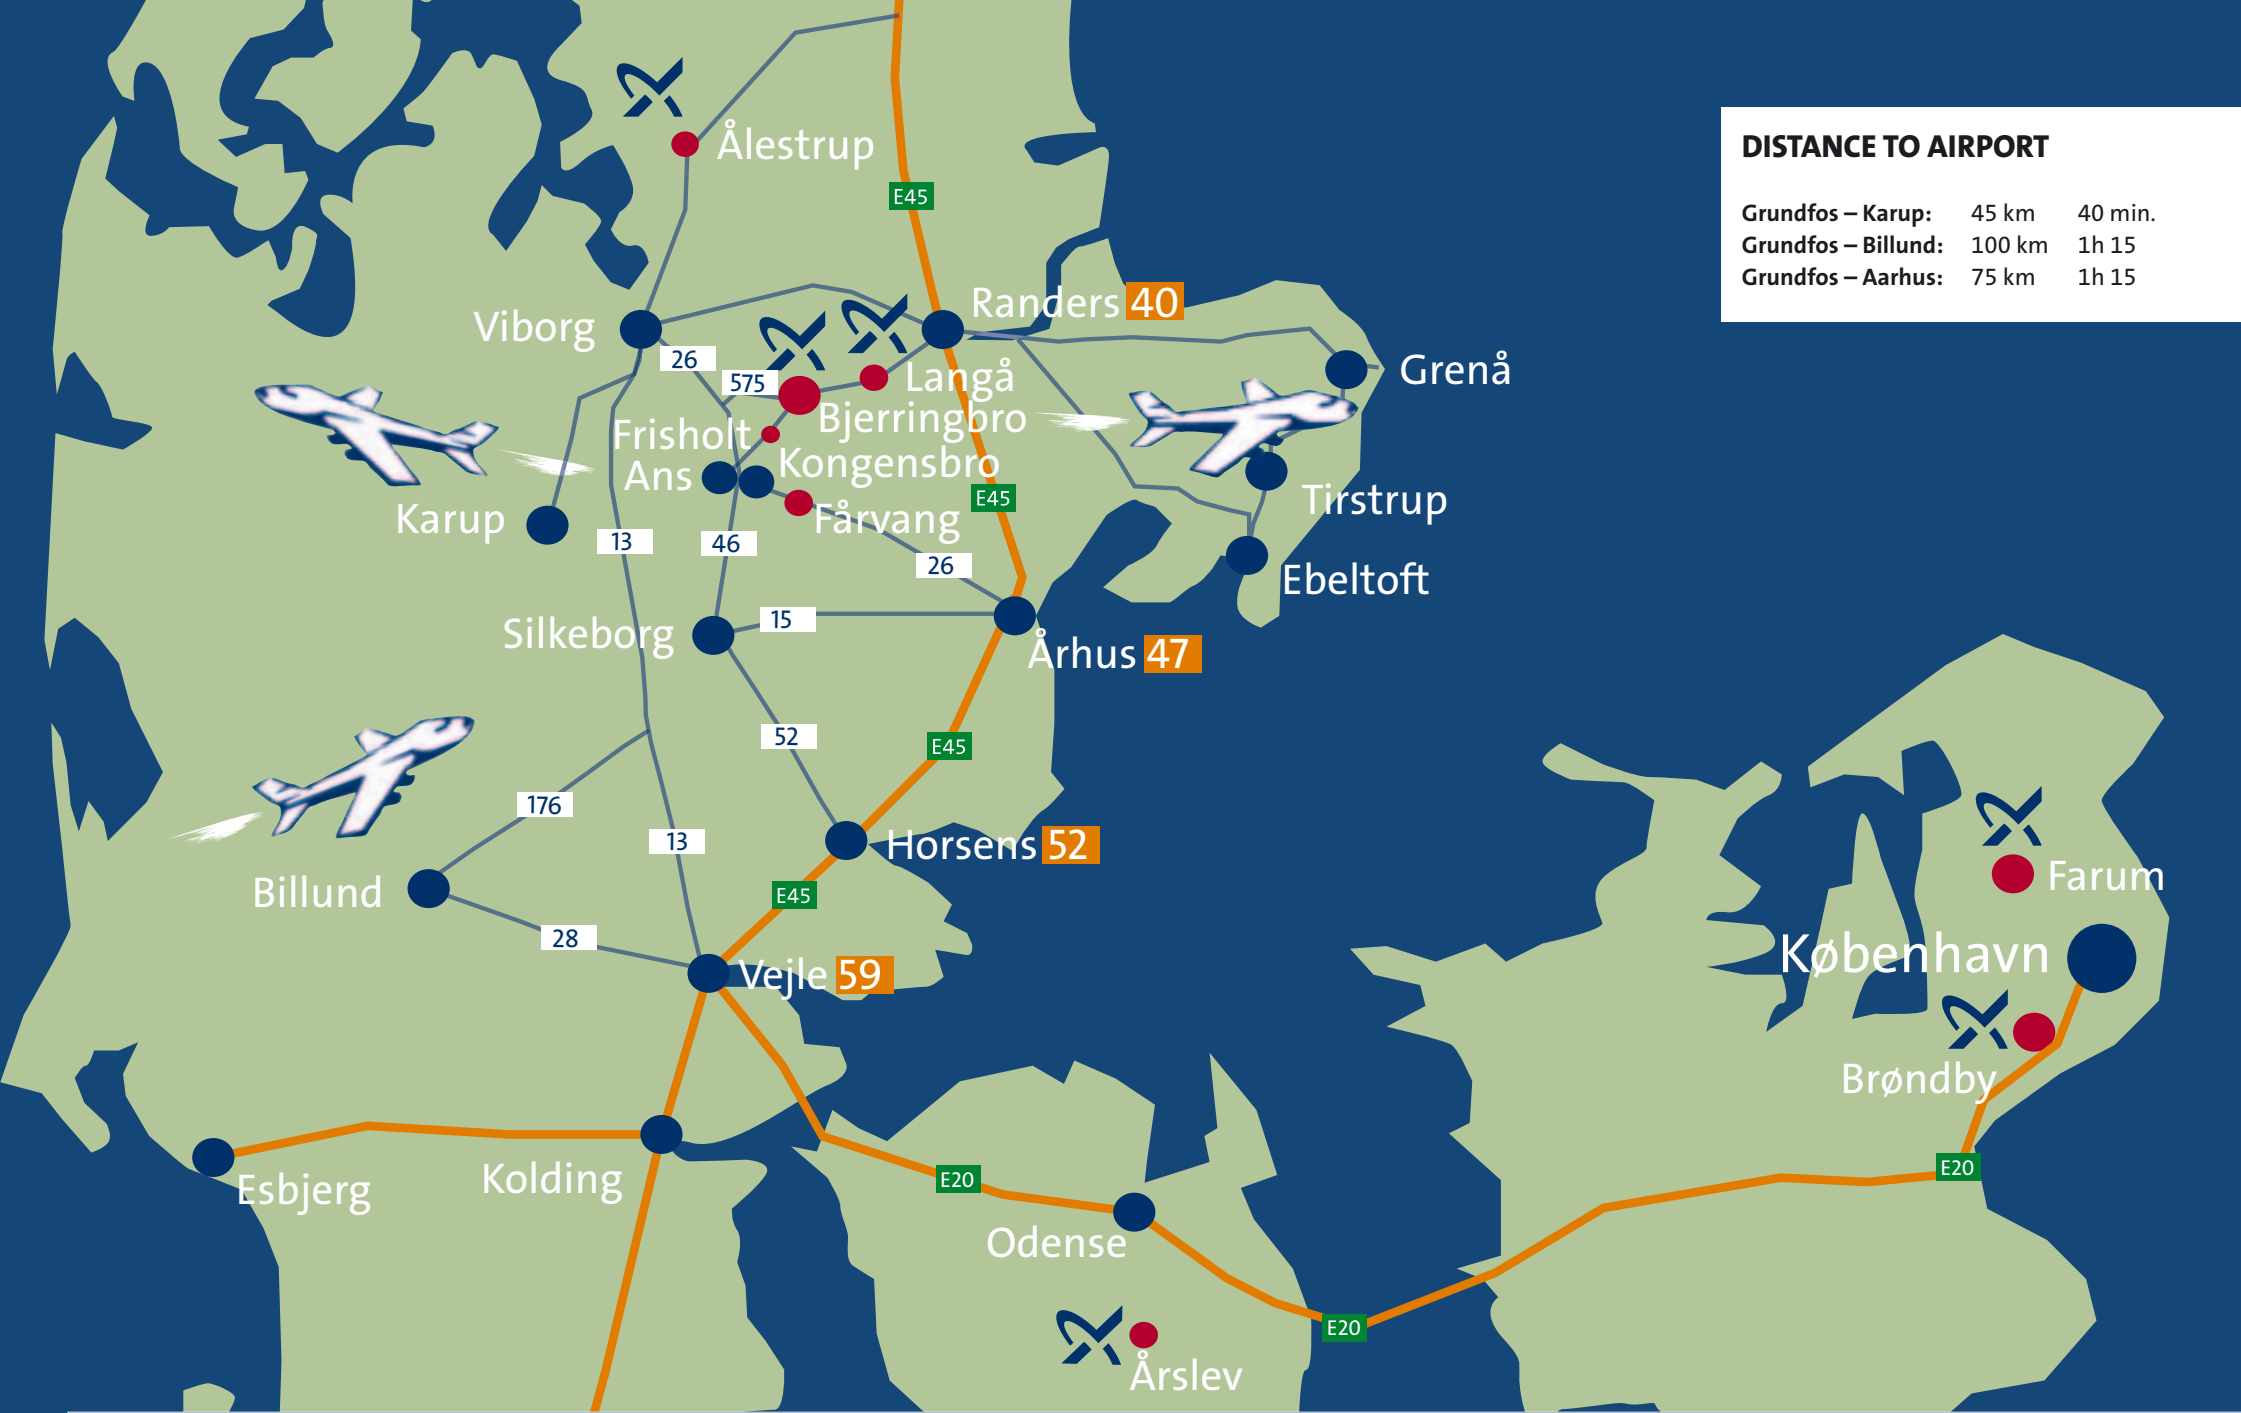 Ålestrup
DISTANCE TO AIRPORT
E45
Grundfos – Karup: 45 km 40 min.
Grundfos – Billund: 100 km 1h 15
Grundfos – Aarhus: 75 km 1h 15
Randers 40
Viborg
26
575
Langå
Grenå
Bjerringbro
Frisholt
Kongensbro
Ans
E45
Tirstrup
Karup
Fårvang
13
46
26
Ebeltoft
15
Silkeborg
Århus 47
52
E45
176
13
Horsens 52
Farum
Billund
E45
28
København
Vejle 59
Brøndby
E20
Kolding
E20
Esbjerg
Odense
E20
Årslev